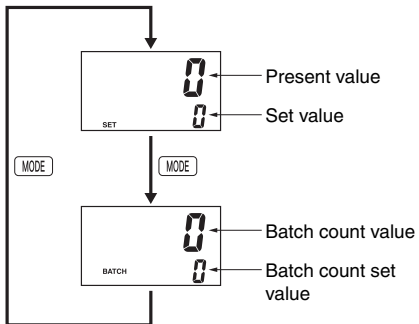 0
Present value
0
Set value
SET
MODE
MODE
0
Batch count value
0
Batch count set
value
BATCH